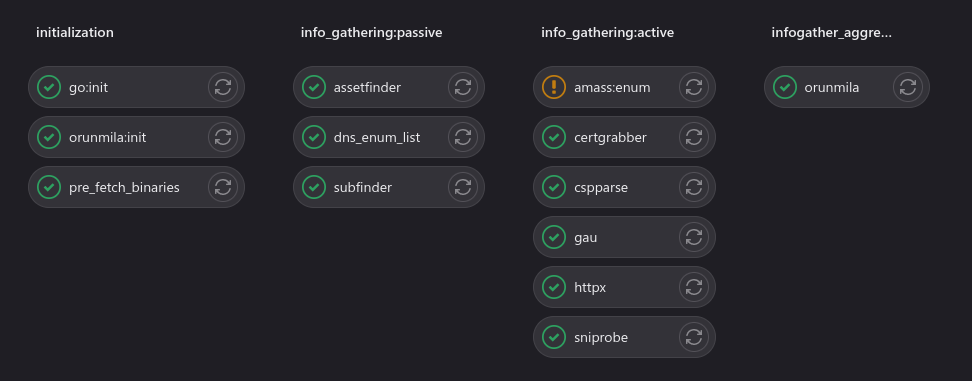 initialization
go:init
orunmila:init
pre_fetch_binaries
info_gathering:passive
assetfinder
dns_enum_list
subfinder
info_gathering:active
amass:enum
certgrabber
cspparse
gau
httpx
sniprobe
infogather_aggre...
orunmila